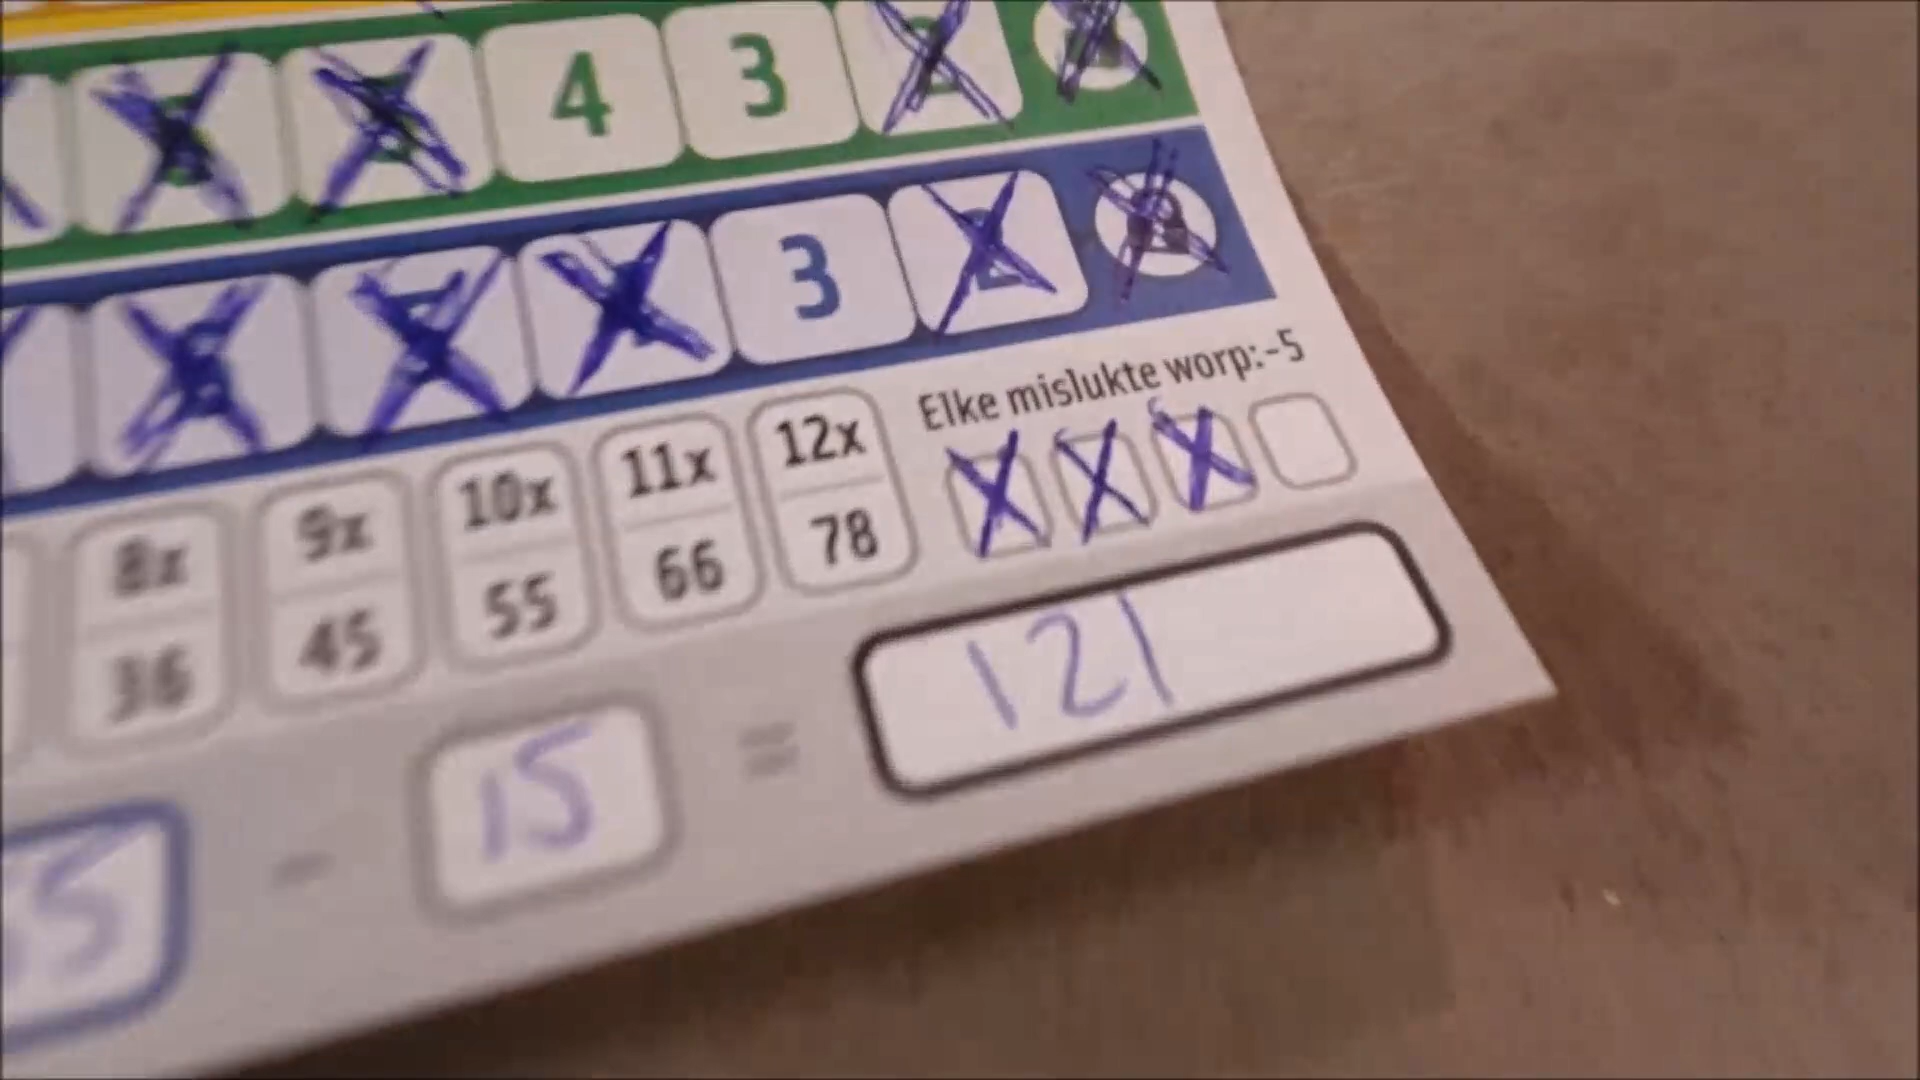 4 3
3
Elke mislukte worp:-5
X X X
8x 9x 10x 11x 12x
36 45 55 66 78
15 = 121